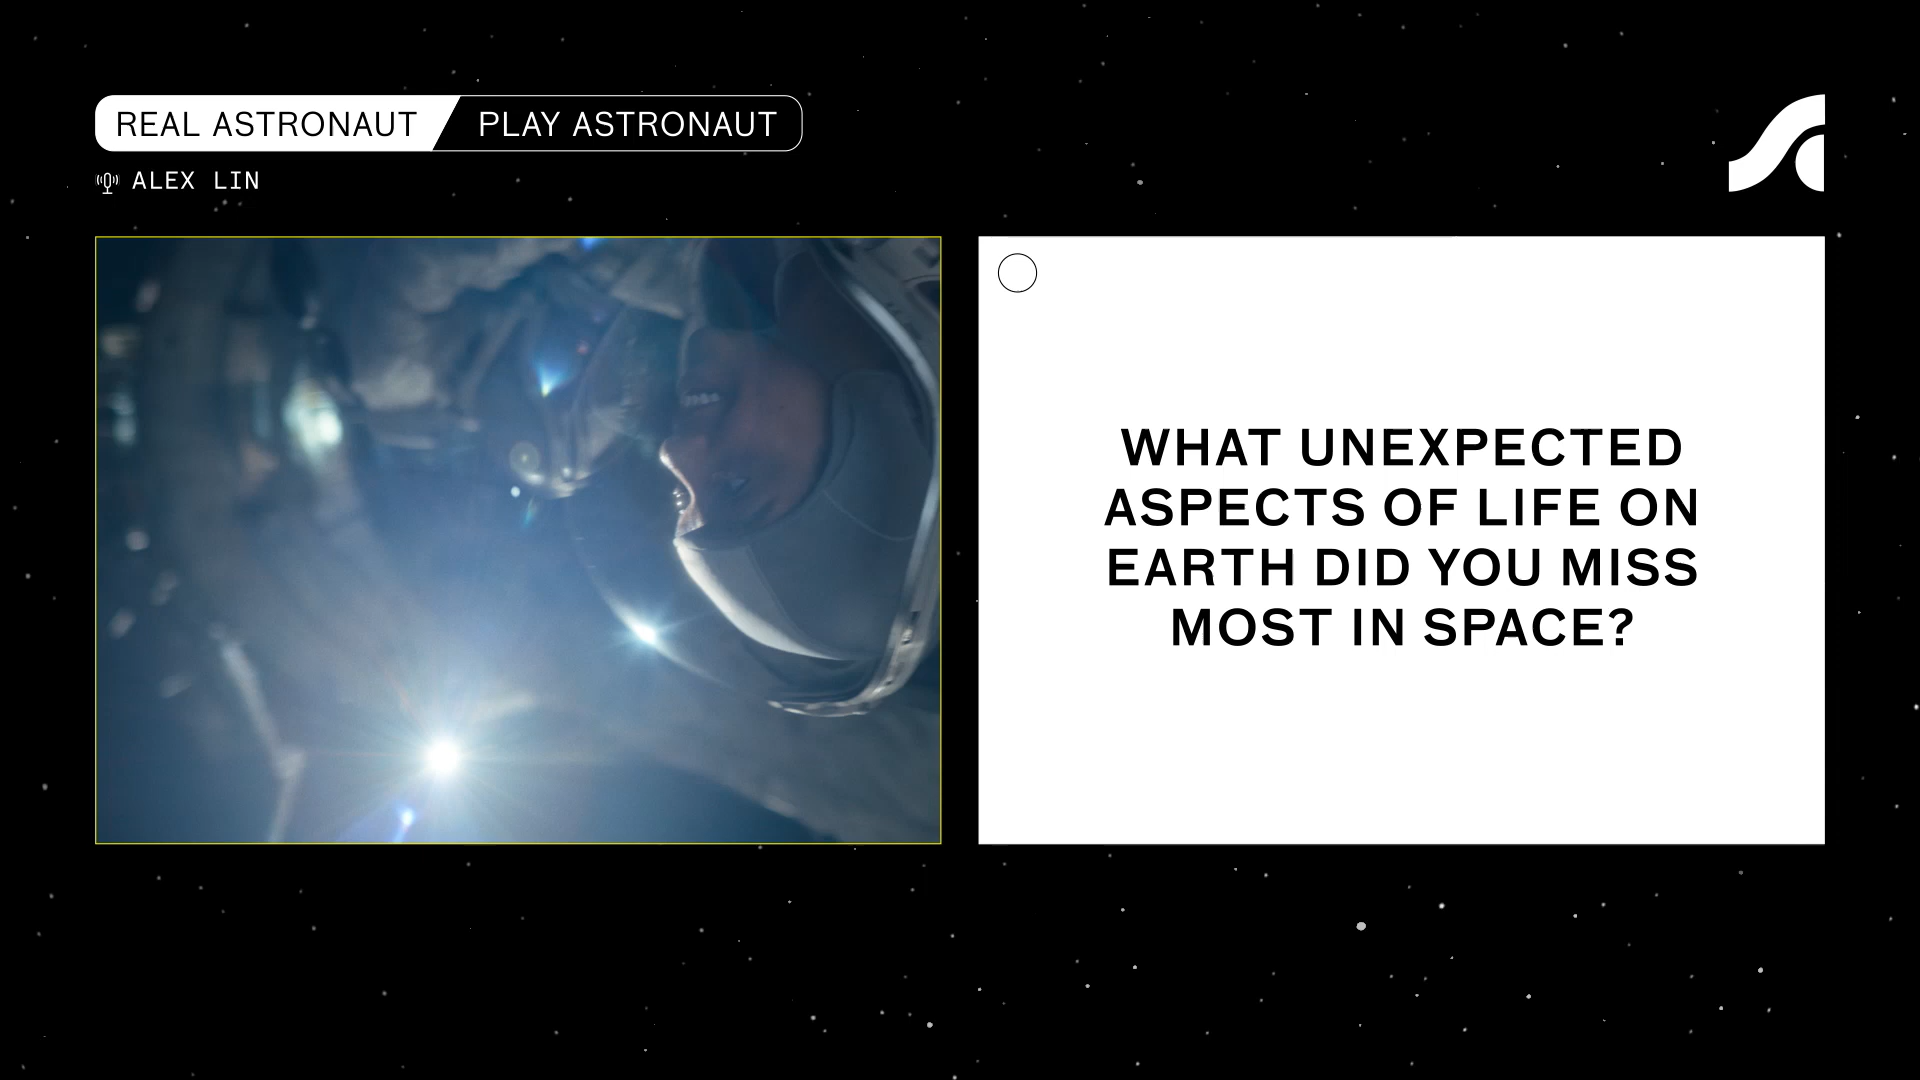 REAL ASTRONAUT PLAY ASTRONAUT
ALEX LIN
WHAT UNEXPECTED
ASPECTS OF LIFE ON
EARTH DID YOU MISS
MOST IN SPACE?